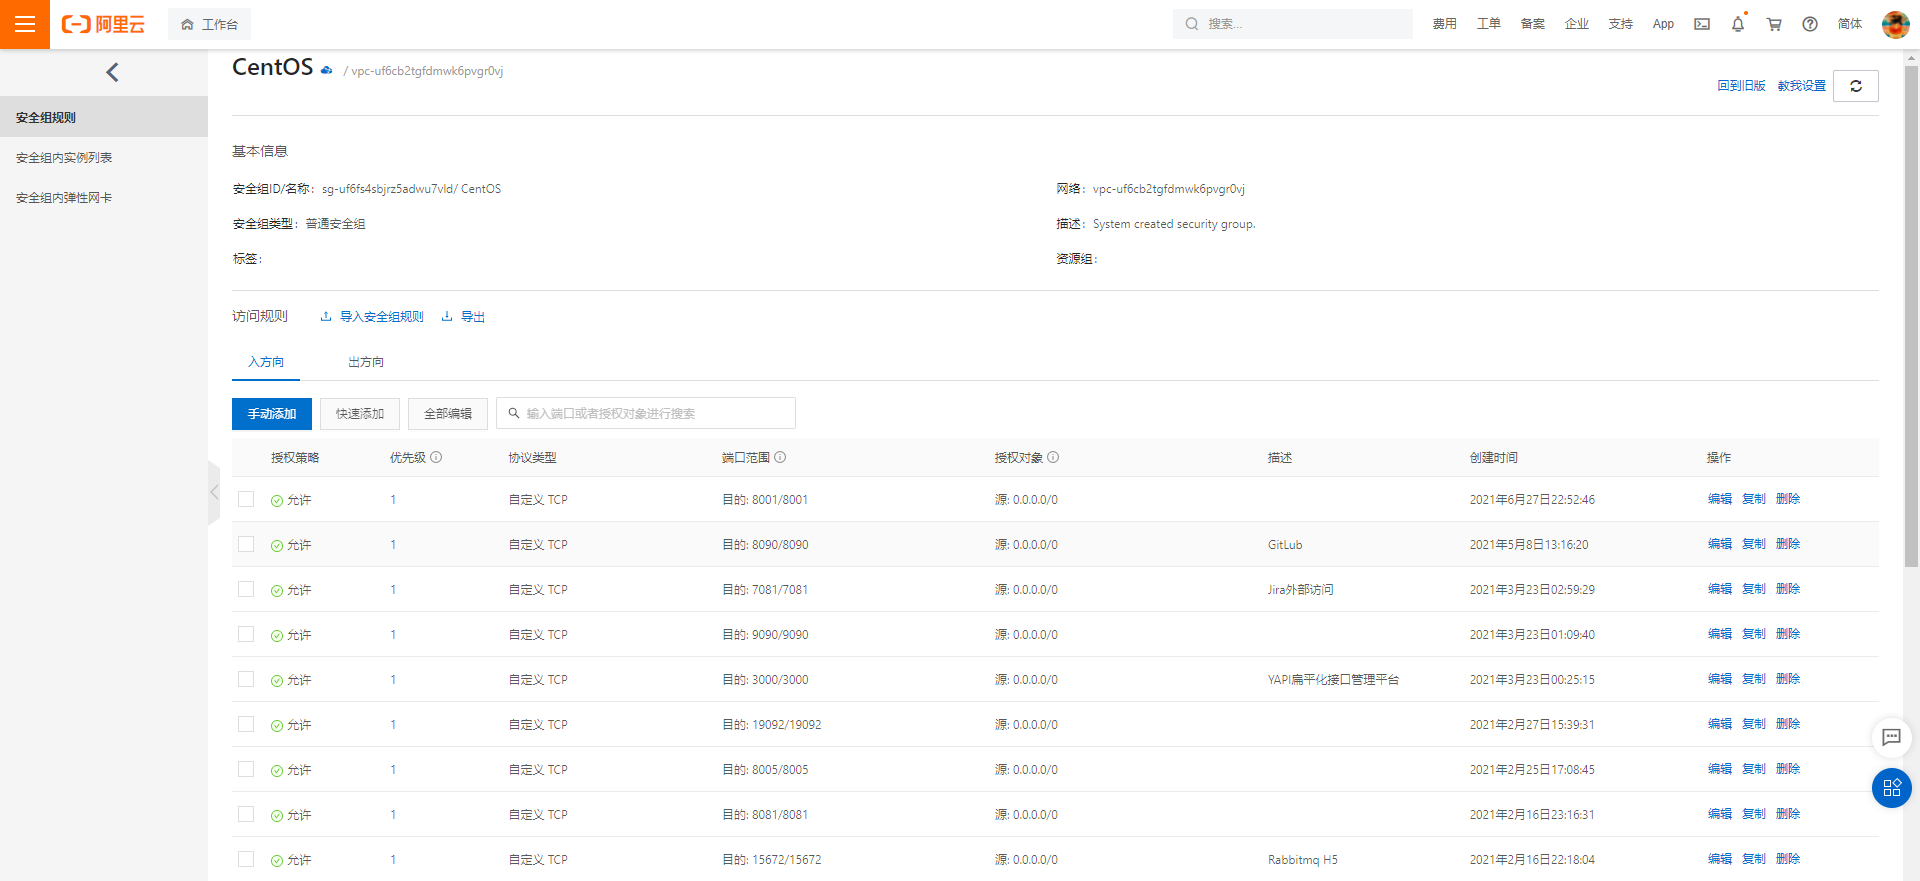 阿里云 工作台 搜索... 费用 工单 备案 企业 支持 App 简体
CentOS / vpc-uf6cb2tgfdmwk6pvgr0vj
回到旧版 教我设置
安全组规则
安全组内实例列表
安全组内弹性网卡
基本信息
安全组ID/名称: sg-uf6fs4sbjrz5adwu7vld/ CentOS 网络: vpc-uf6cb2tgfdmwk6pvgr0vj
安全组类型: 普通安全组 描述: System created security group.
标签: 资源组:
访问规则 导入安全组规则 导出
入方向 出方向
手动添加 快速添加 全部编辑 输入端口或者授权对象进行搜索
授权策略 优先级 协议类型 端口范围 授权对象 描述 创建时间 操作
允许 1 自定义 TCP 目的: 8001/8001 源: 0.0.0.0/0 2021年6月27日22:52:46 编辑 复制 删除
允许 1 自定义 TCP 目的: 8090/8090 源: 0.0.0.0/0 GitLub 2021年5月8日13:16:20 编辑 复制 删除
允许 1 自定义 TCP 目的: 7081/7081 源: 0.0.0.0/0 Jira外部访问 2021年3月23日02:59:29 编辑 复制 删除
允许 1 自定义 TCP 目的: 9090/9090 源: 0.0.0.0/0 2021年3月23日01:09:40 编辑 复制 删除
允许 1 自定义 TCP 目的: 3000/3000 源: 0.0.0.0/0 YAPI扁平化接口管理平台 2021年3月23日00:25:15 编辑 复制 删除
允许 1 自定义 TCP 目的: 19092/19092 源: 0.0.0.0/0 2021年2月27日15:39:31 编辑 复制 删除
允许 1 自定义 TCP 目的: 8005/8005 源: 0.0.0.0/0 2021年2月25日17:08:45 编辑 复制 删除
允许 1 自定义 TCP 目的: 8081/8081 源: 0.0.0.0/0 2021年2月16日23:16:31 编辑 复制 删除
允许 1 自定义 TCP 目的: 15672/15672 源: 0.0.0.0/0 Rabbitmq H5 2021年2月16日22:18:04 编辑 复制 删除